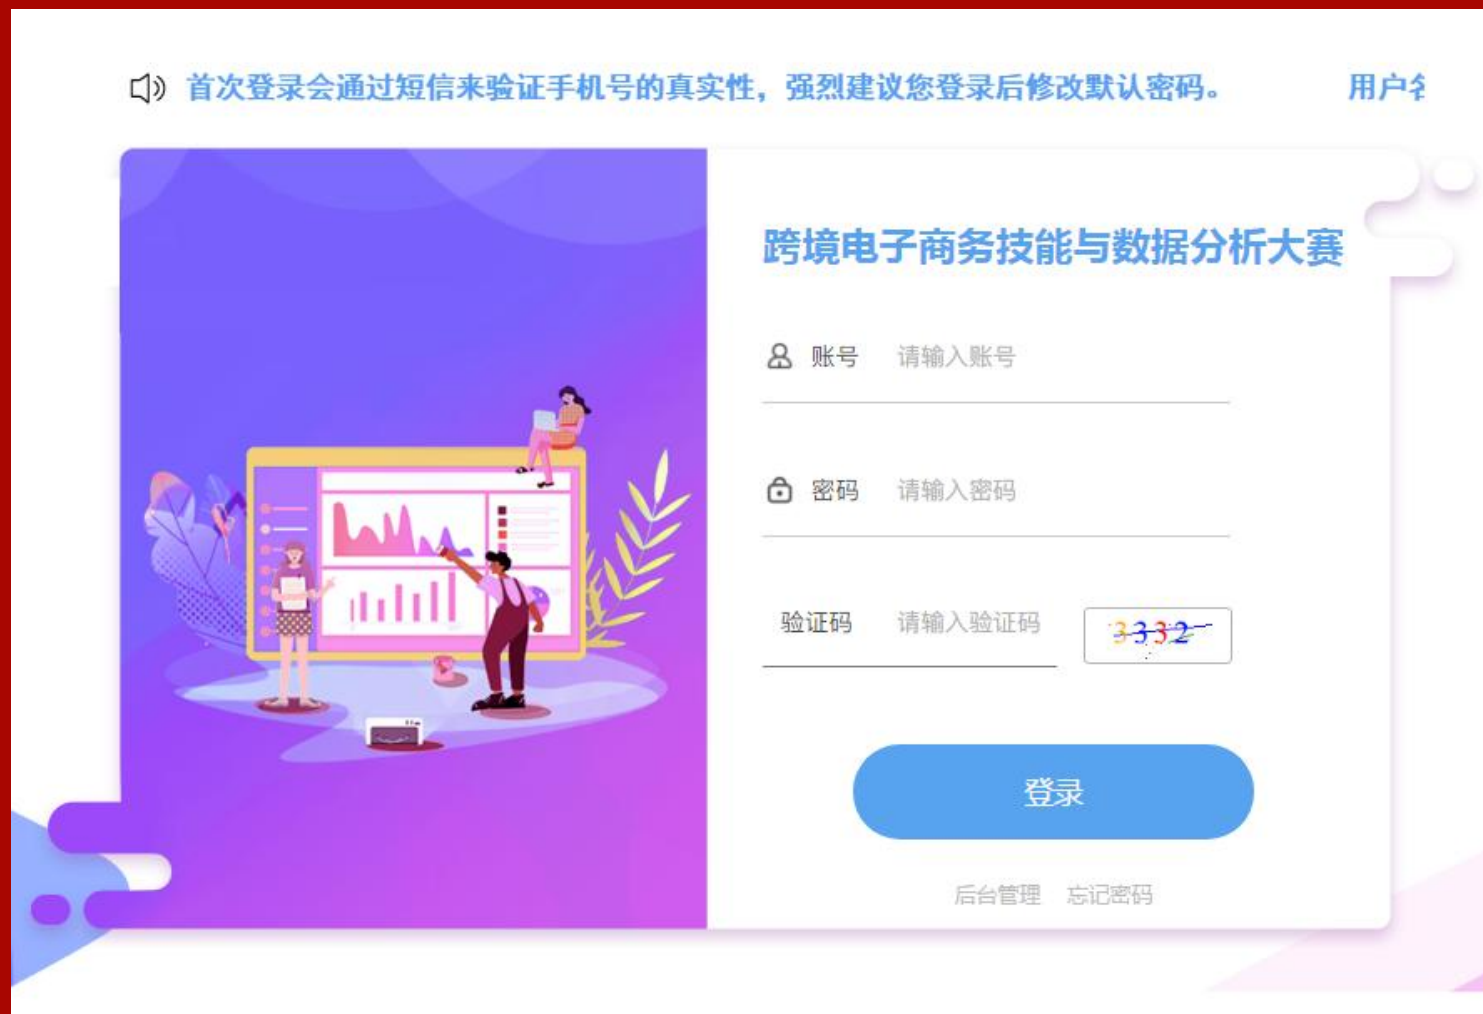 首次登录会通过短信来验证手机号的真实性，强烈建议您登录后修改默认密码。 用户
跨境电子商务技能与数据分析大赛
账号 请输入账号
密码 请输入密码
验证码 请输入验证码 3332
登录
后台管理 忘记密码